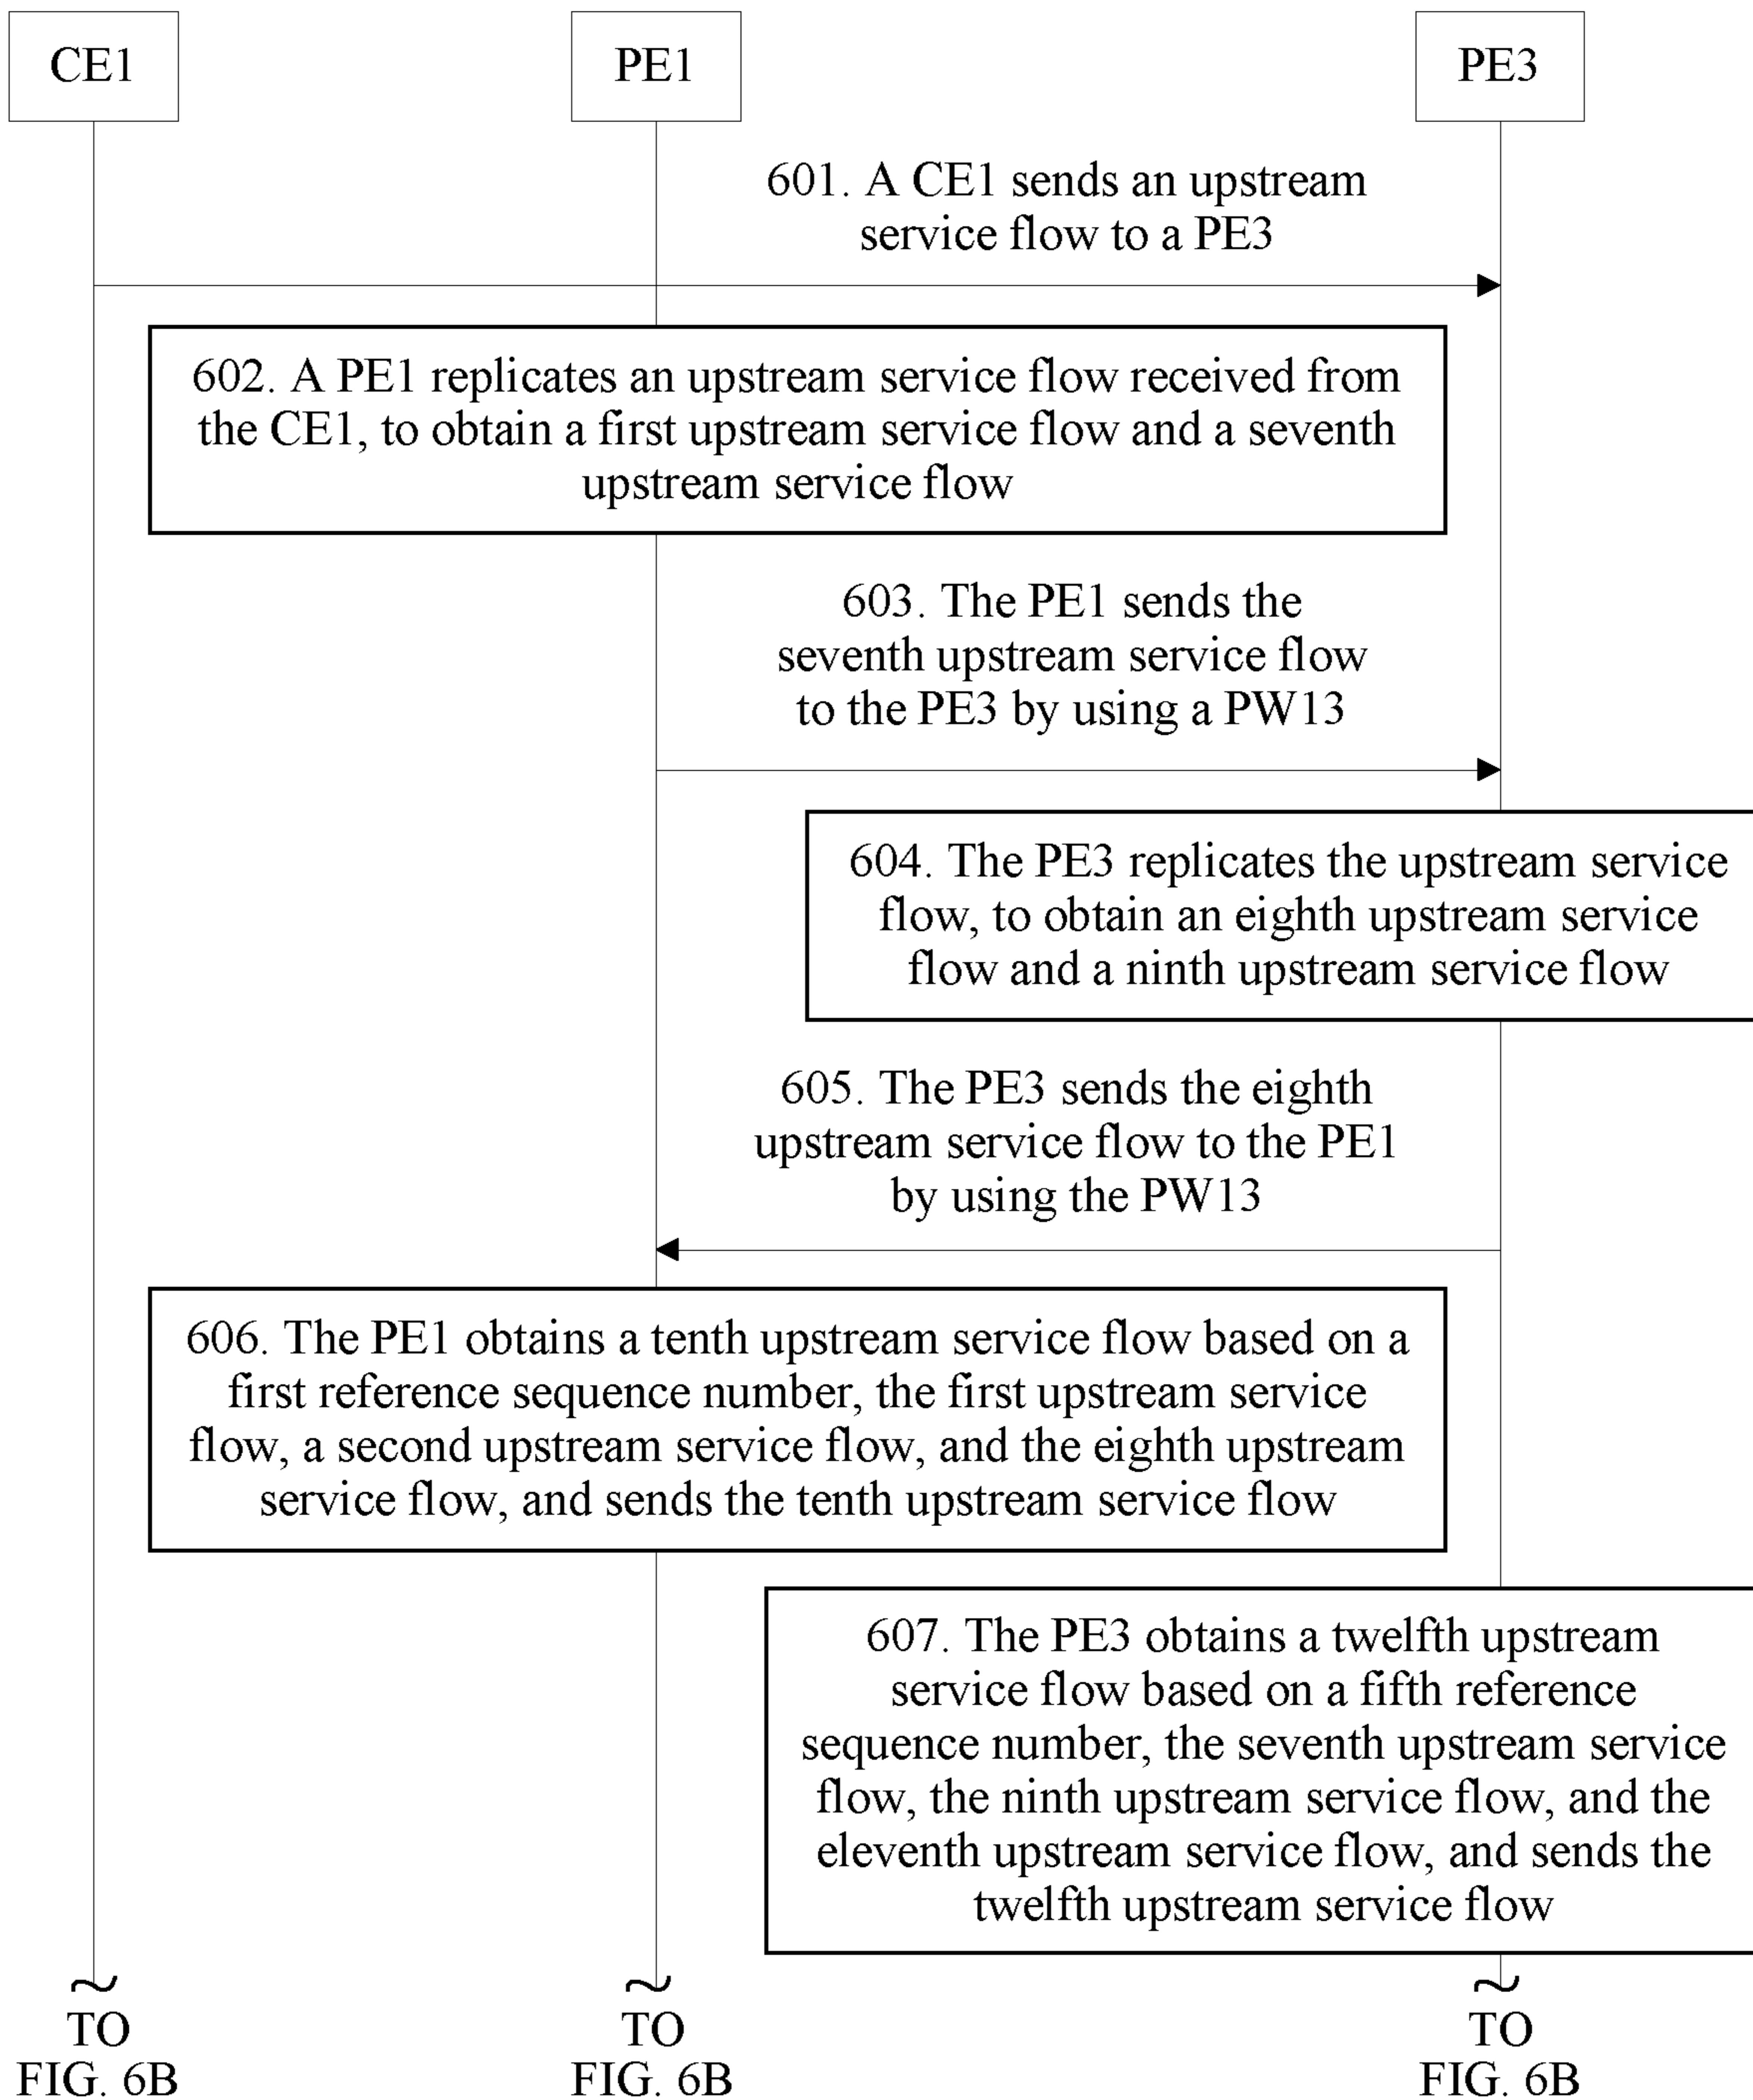 CE1
PE1
PE3
601. A CE1 sends an upstream
service flow to a PE3
602. A PE1 replicates an upstream service flow received from
the CE1, to obtain a first upstream service flow and a seventh
upstream service flow
603. The PE1 sends the
seventh upstream service flow
to the PE3 by using a PW13
604. The PE3 replicates the upstream service
flow, to obtain an eighth upstream service
flow and a ninth upstream service flow
605. The PE3 sends the eighth
upstream service flow to the PE1
by using the PW13
606. The PE1 obtains a tenth upstream service flow based on a
first reference sequence number, the first upstream service
flow, a second upstream service flow, and the eighth upstream
service flow, and sends the tenth upstream service flow
607. The PE3 obtains a twelfth upstream
service flow based on a fifth reference
sequence number, the seventh upstream service
flow, the ninth upstream service flow, and the
eleventh upstream service flow, and sends the
twelfth upstream service flow
TO
FIG. 6B
TO
FIG. 6B
TO
FIG. 6B